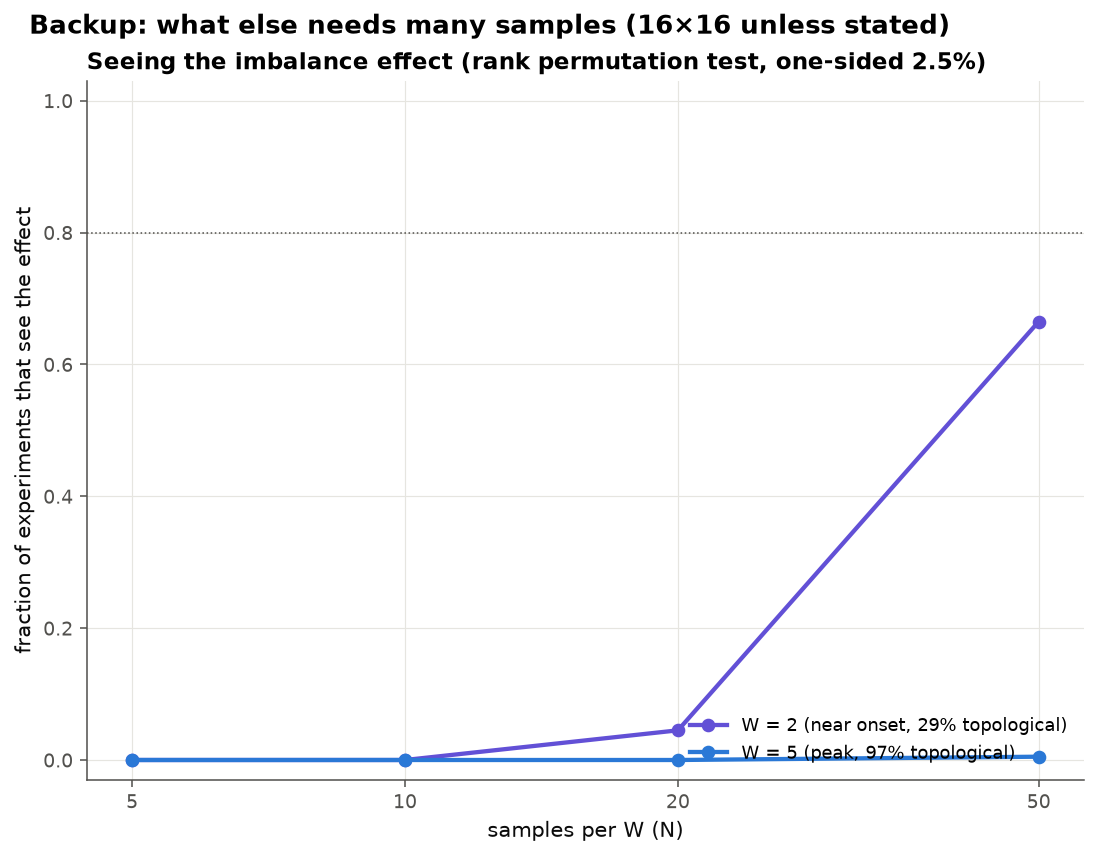 Backup: what else needs many samples (16×16 unless stated)
Seeing the imbalance effect (rank permutation test, one-sided 2.5%)
fraction of experiments that see the effect
1.0
0.8
0.6
0.4
0.2
0.0
W = 2 (near onset, 29% topological)
W = 5 (peak, 97% topological)
5 10 20 50
samples per W (N)